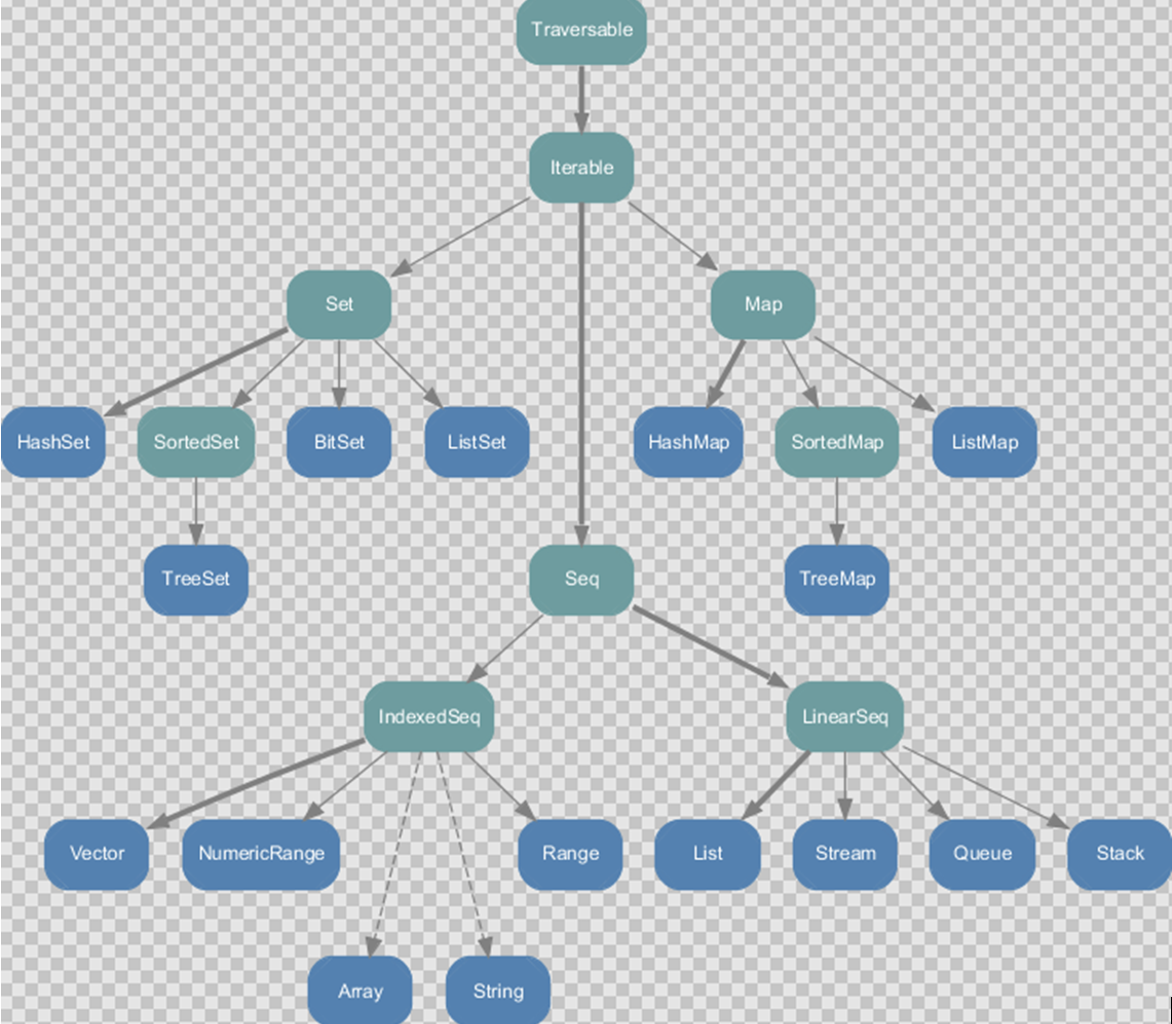 Traversable
Iterable
Set
Map
HashSet
SortedSet
BitSet
ListSet
HashMap
SortedMap
ListMap
TreeSet
Seq
TreeMap
IndexedSeq
LinearSeq
Vector
NumericRange
Range
List
Stream
Queue
Stack
Array
String